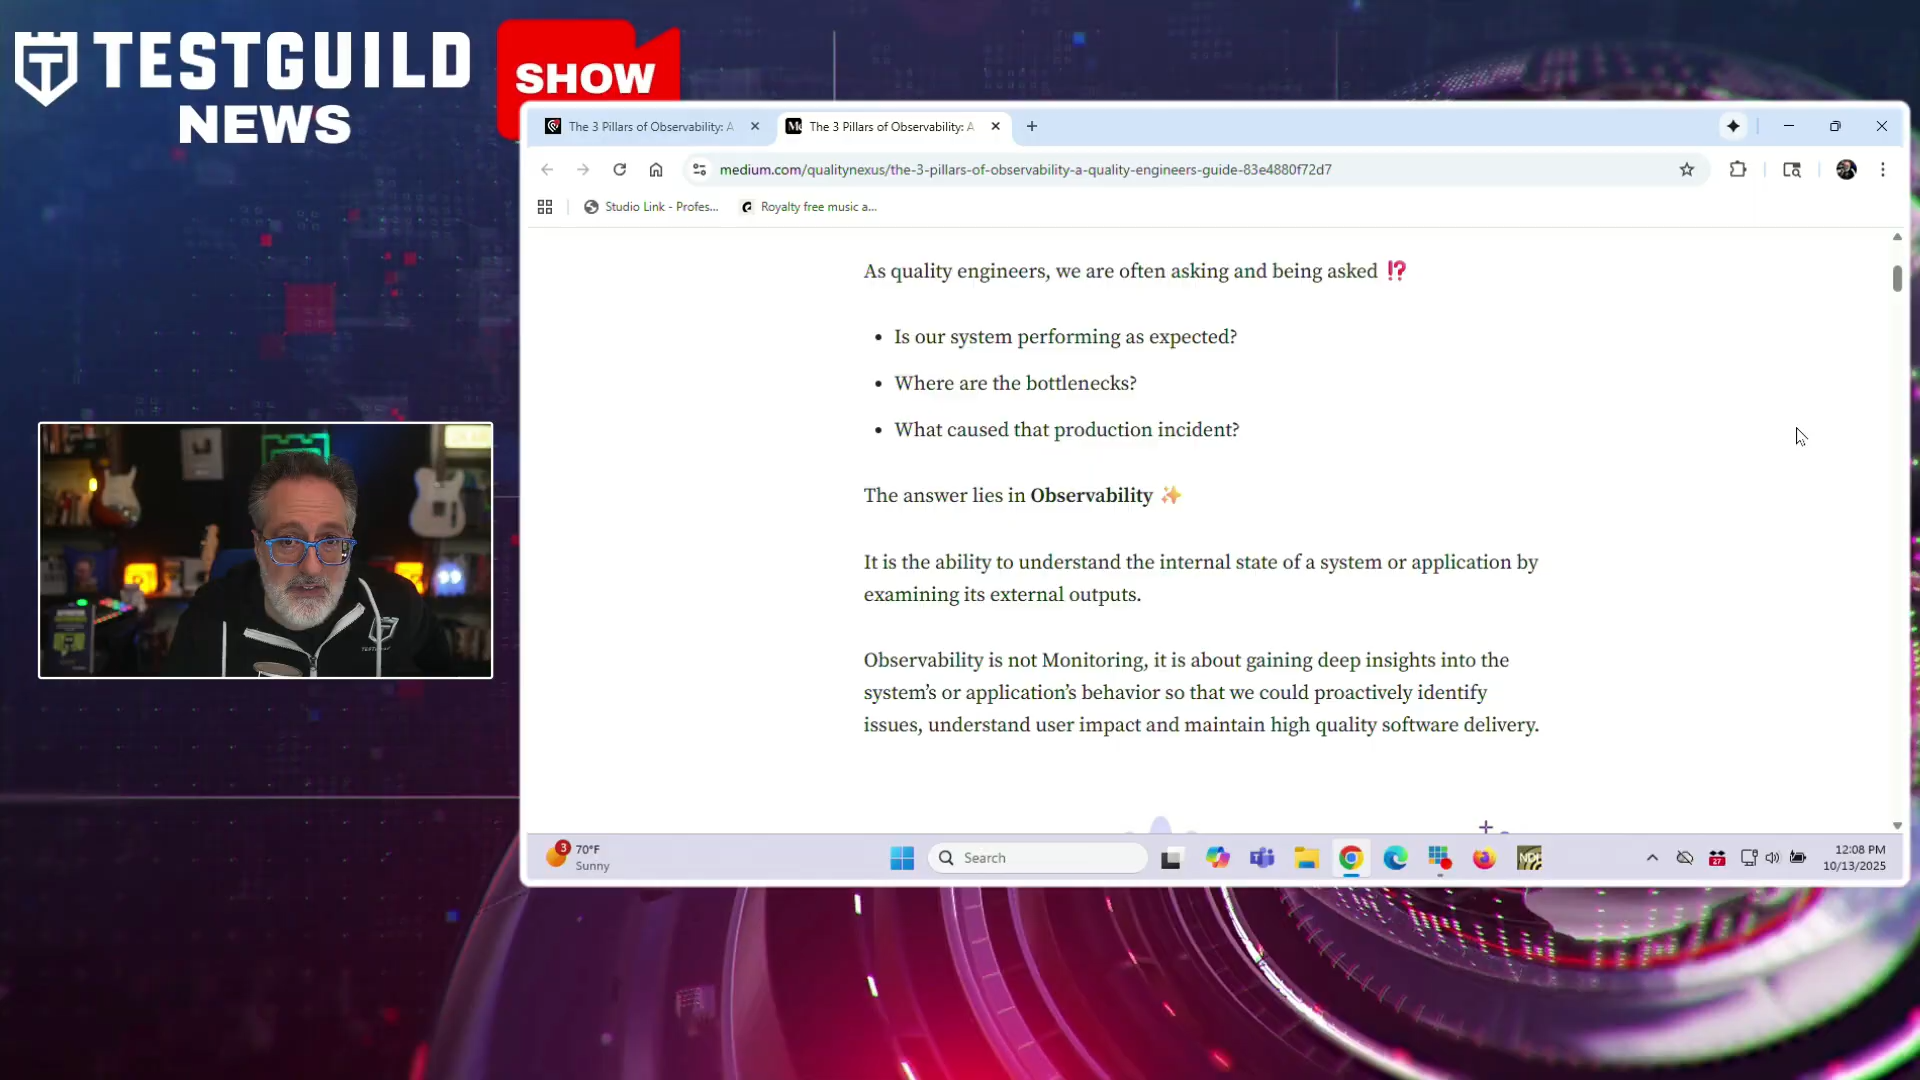 TESTGUILD
NEWS
SHOW
The 3 Pillars of Observability: A
The 3 Pillars of Observability: A
medium.com/qualitynexus/the-3-pillars-of-observability-a-quality-engineers-guide-83e4880f72d7
Studio Link - Profes...
Royalty free music a...
As quality engineers, we are often asking and being asked ⁉
• Is our system performing as expected?
• Where are the bottlenecks?
• What caused that production incident?
The answer lies in Observability ✨
It is the ability to understand the internal state of a system or application by
examining its external outputs.
Observability is not Monitoring, it is about gaining deep insights into the
system’s or application’s behavior so that we could proactively identify
issues, understand user impact and maintain high quality software delivery.
3
70°F
Sunny
Search
27
12:08 PM
10/13/2025